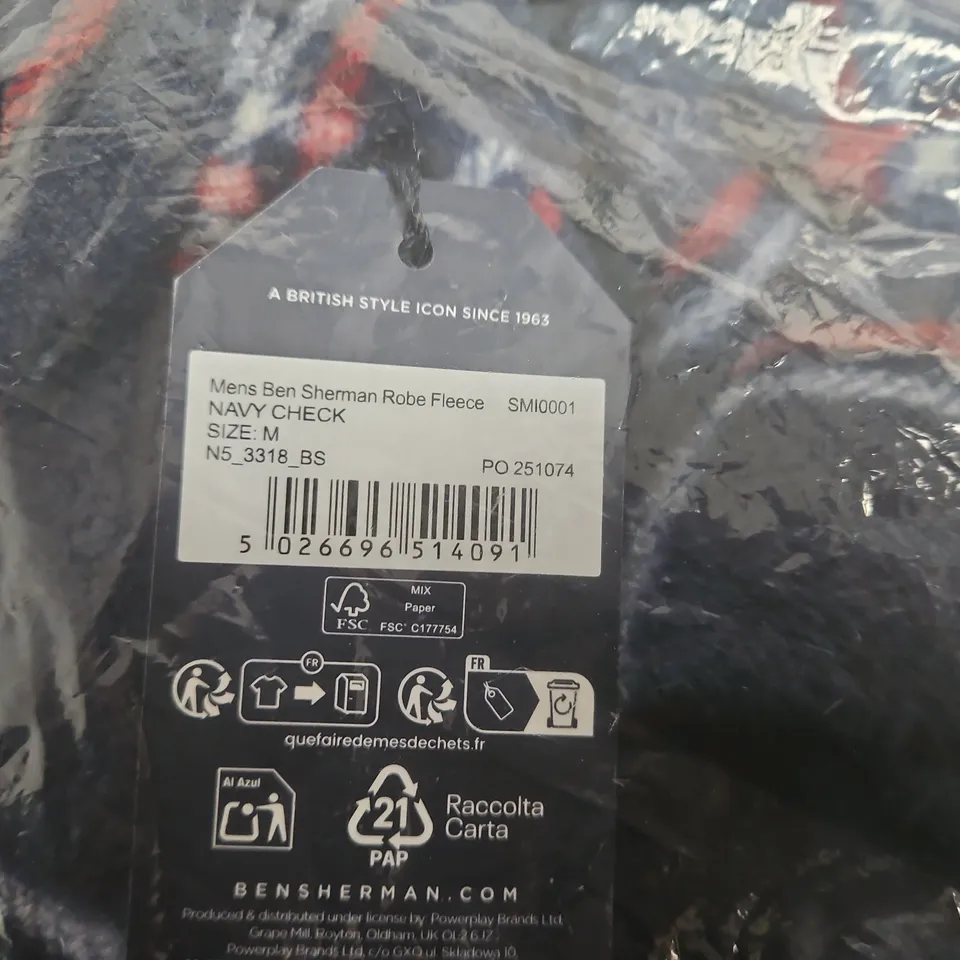 A BRITISH STYLE ICON SINCE 1963
Mens Ben Sherman Robe Fleece SMI0001
NAVY CHECK
SIZE: M
N5_3318_BS PO 251074
5 026696 514091
MIX
Paper
FSC FSC® C177754
FR FR
quefairedemesdechets.fr
Al Azul
21 Raccolta
Carta
PAP
BENSHERMAN.COM
Produced & distributed under license by Powerplay Brands Ltd,
Grape Mill, Royton, Oldham, UK OL2 6JZ
Powerplay Brands Ltd, c/o GXO ul. Skladowa 10,